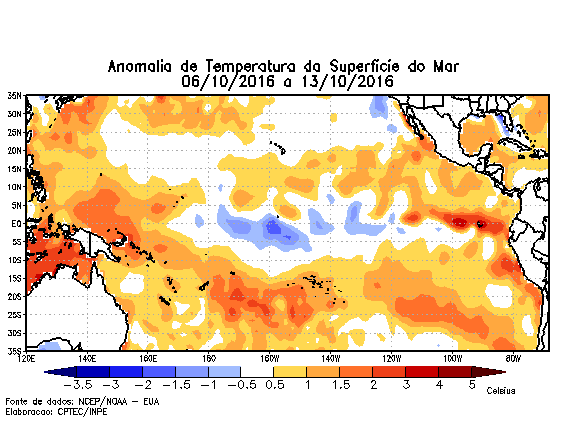 Anomalia de Temperatura da Superfície do Mar
06/10/2016 a 13/10/2016
35N
30N
25N
20N
15N
10N
5N
EQ
5S
10S
15S
20S
25S
30S
35S
120E 140E 160E 180 160W 140W 120W 100W 80W
-3.5 -3 -2 -1.5 -1 -0.5 0.5 1 1.5 2 3 4 5
Celsius
Fonte de dados: NCEP/NOAA - EUA
Elaboracao: CPTEC/INPE